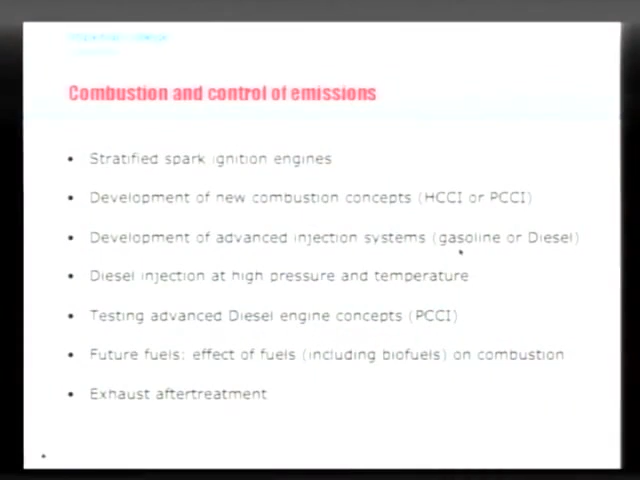 Combustion and control of emissions
• Stratified spark ignition engines
• Development of new combustion concepts (HCCI or PCCI)
• Development of advanced injection systems (gasoline or Diesel)
• Diesel injection at high pressure and temperature
• Testing advanced Diesel engine concepts (PCCI)
• Future fuels: effect of fuels (including biofuels) on combustion
• Exhaust aftertreatment